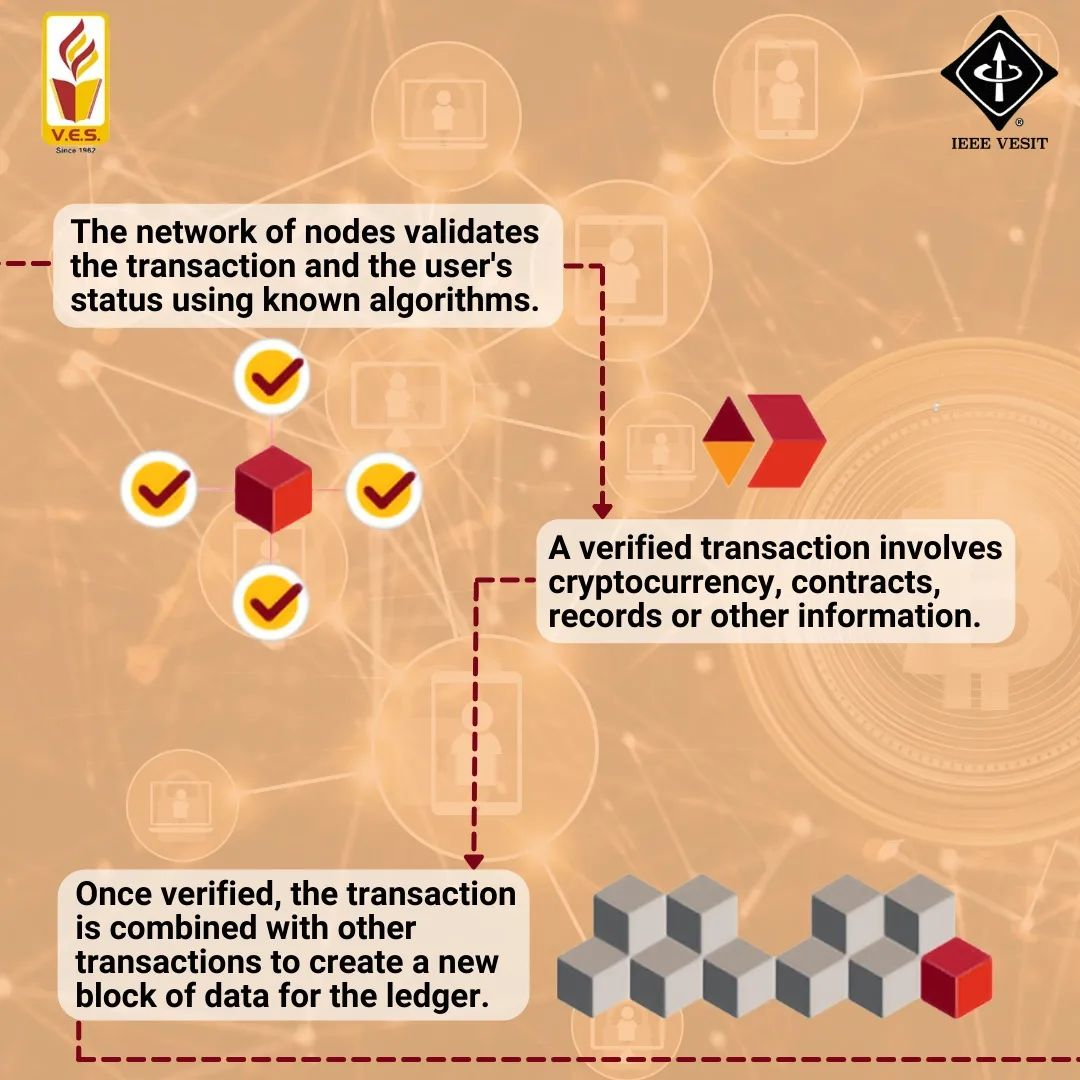 V.E.S.
Since 1962
IEEE VESIT
The network of nodes validates
the transaction and the user's
status using known algorithms.
A verified transaction involves
cryptocurrency, contracts,
records or other information.
Once verified, the transaction
is combined with other
transactions to create a new
block of data for the ledger.